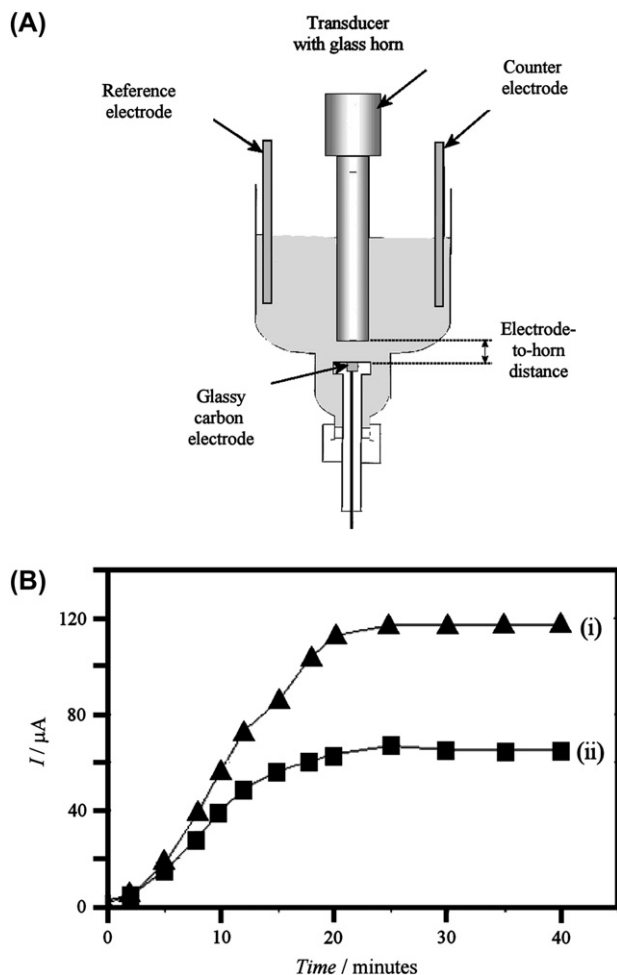 (A)
Transducer
with glass horn
Reference
electrode
Counter
electrode
Electrode-
to-horn
distance
Glassy
carbon
electrode
(B)
120
80
40
0
I / µA
(i)
(ii)
0
10
20
30
40
Time / minutes